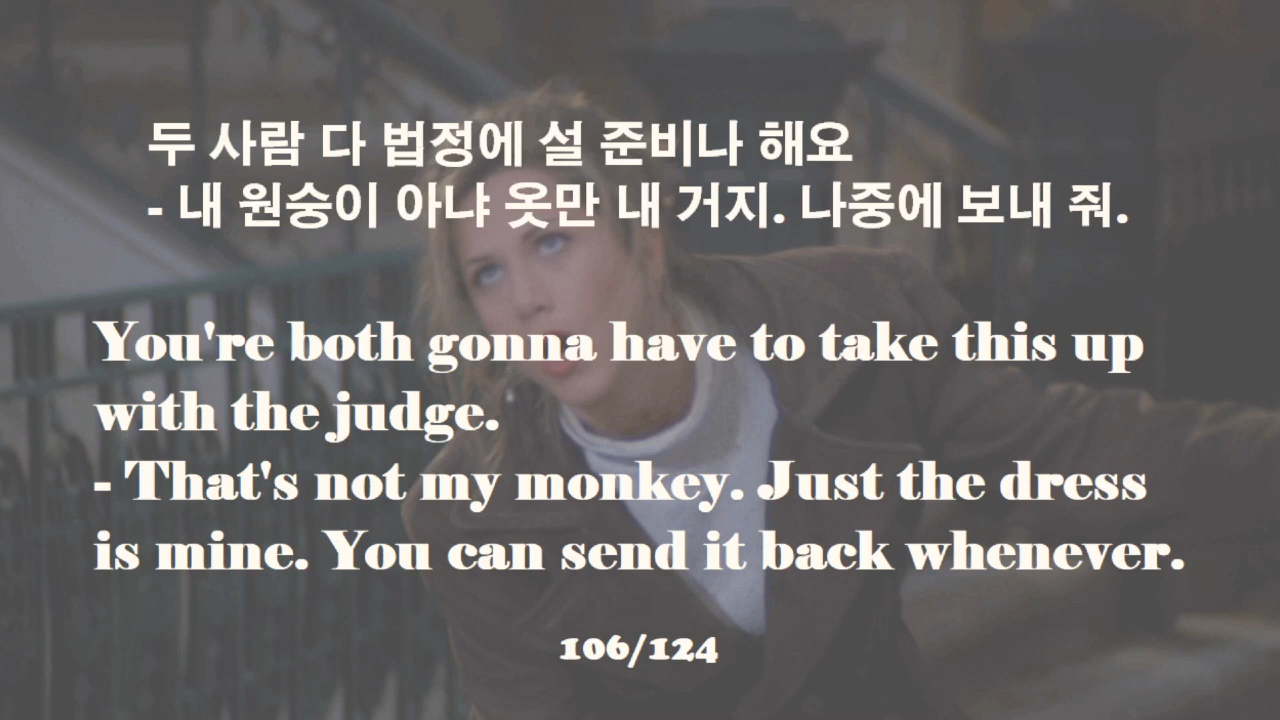 두 사람 다 법정에 설 준비나 해요
- 내 원숭이 아냐 옷만 내 거지. 나중에 보내 줘.
You're both gonna have to take this up
with the judge.
- That's not my monkey. Just the dress
is mine. You can send it back whenever.
106/124